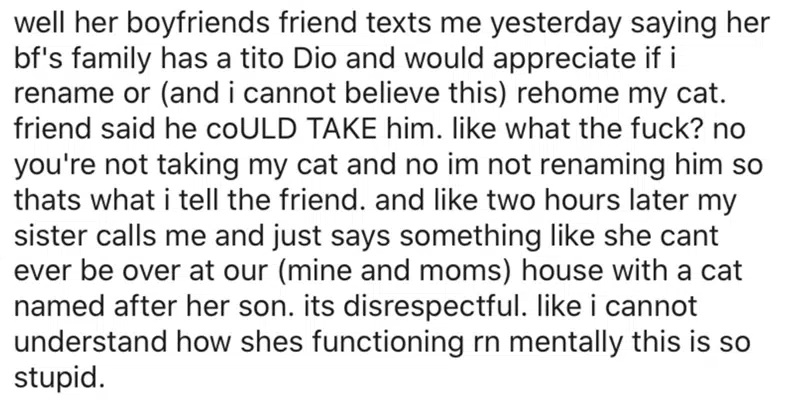 well her boyfriends friend texts me yesterday saying her
bf's family has a tito Dio and would appreciate if i
rename or (and i cannot believe this) rehome my cat.
friend said he coULD TAKE him. like what the fuck? no
you're not taking my cat and no im not renaming him so
thats what i tell the friend. and like two hours later my
sister calls me and just says something like she cant
ever be over at our (mine and moms) house with a cat
named after her son. its disrespectful. like i cannot
understand how shes functioning rn mentally this is so
stupid.